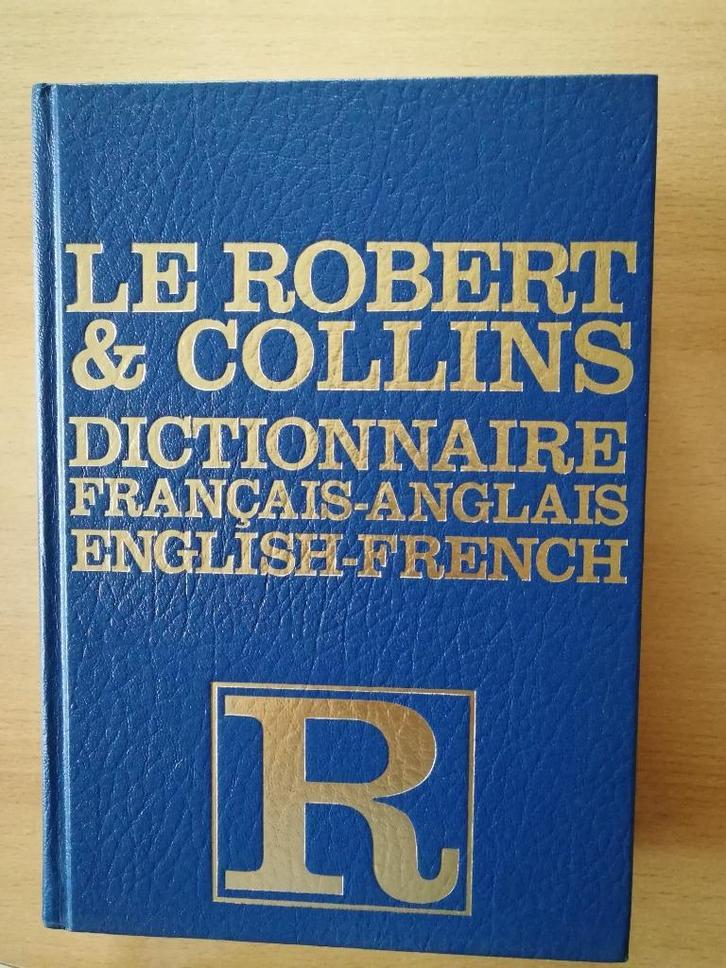 LE ROBERT
& COLLINS
DICTIONNAIRE
FRANÇAIS-ANGLAIS
ENGLISH-FRENCH
R